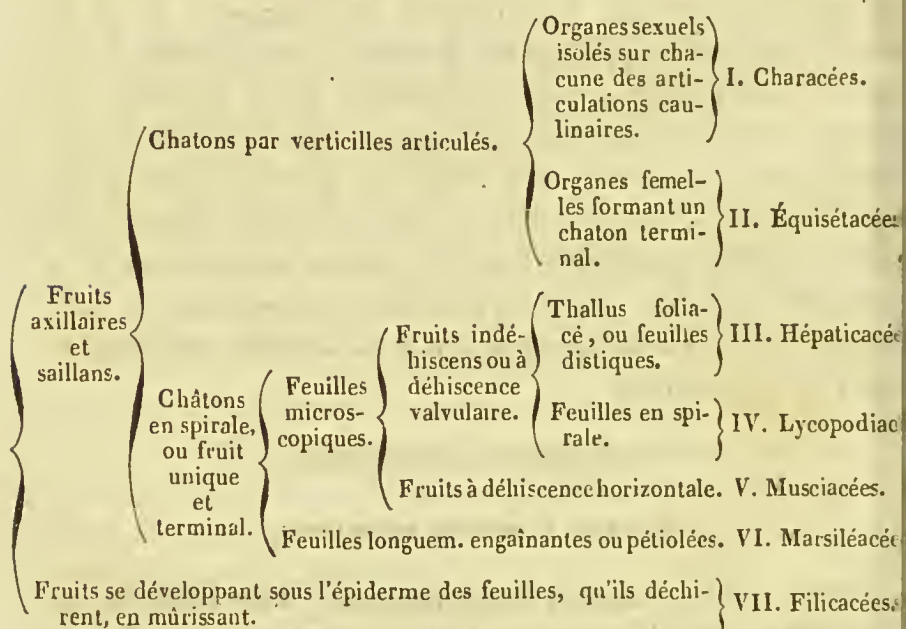 Organes sexuels
isolés sur cha-
cune des arti-
culations cau-
linaires.
I. Characées.
Chatons par verticilles articulés.
Organes femel-
les formant un
chaton termi-
nal.
II. Équisétacées
Fruits
axillaires
et
saillans.
Thallus folia-
cé, ou feuilles
distiques.
III. Hépaticacée
Fruits indé-
hiscens ou à
déhiscence
valvulaire.
Feuilles
micros-
copiques.
Châtons
en spirale,
ou fruit
unique
et
terminal.
Feuilles en spi-
rale.
IV. Lycopodiac
Fruits à déhiscence horizontale. V. Musciacées.
Feuilles longuem. engaînantes ou pétiolées. VI. Marsiléacée
Fruits se développant sous l'épiderme des feuilles, qu'ils déchi-
rent, en mûrissant.
VII. Filicacées.